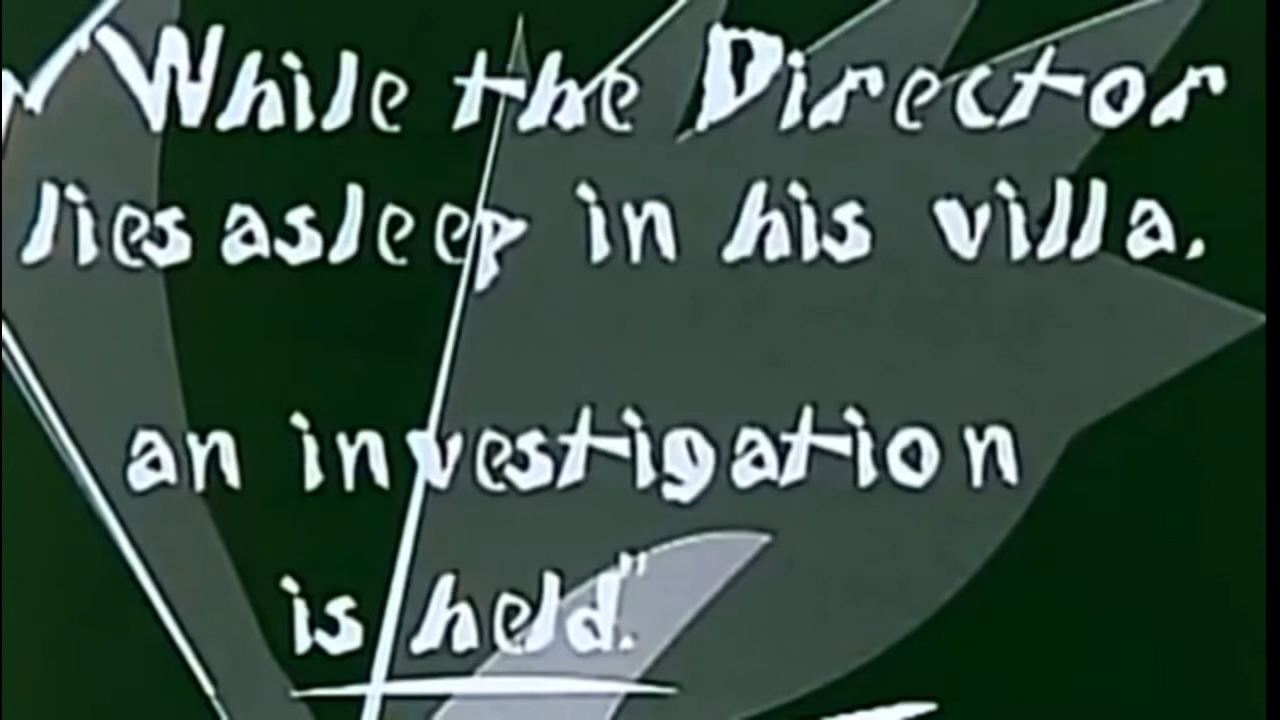 While the Director
lies asleep in his villa,
an investigation
is held."